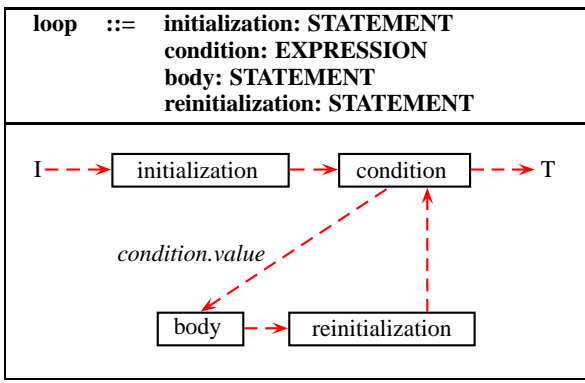 loop ::= initialization: STATEMENT
condition: EXPRESSION
body: STATEMENT
reinitialization: STATEMENT
I initialization condition T
condition.value
body reinitialization